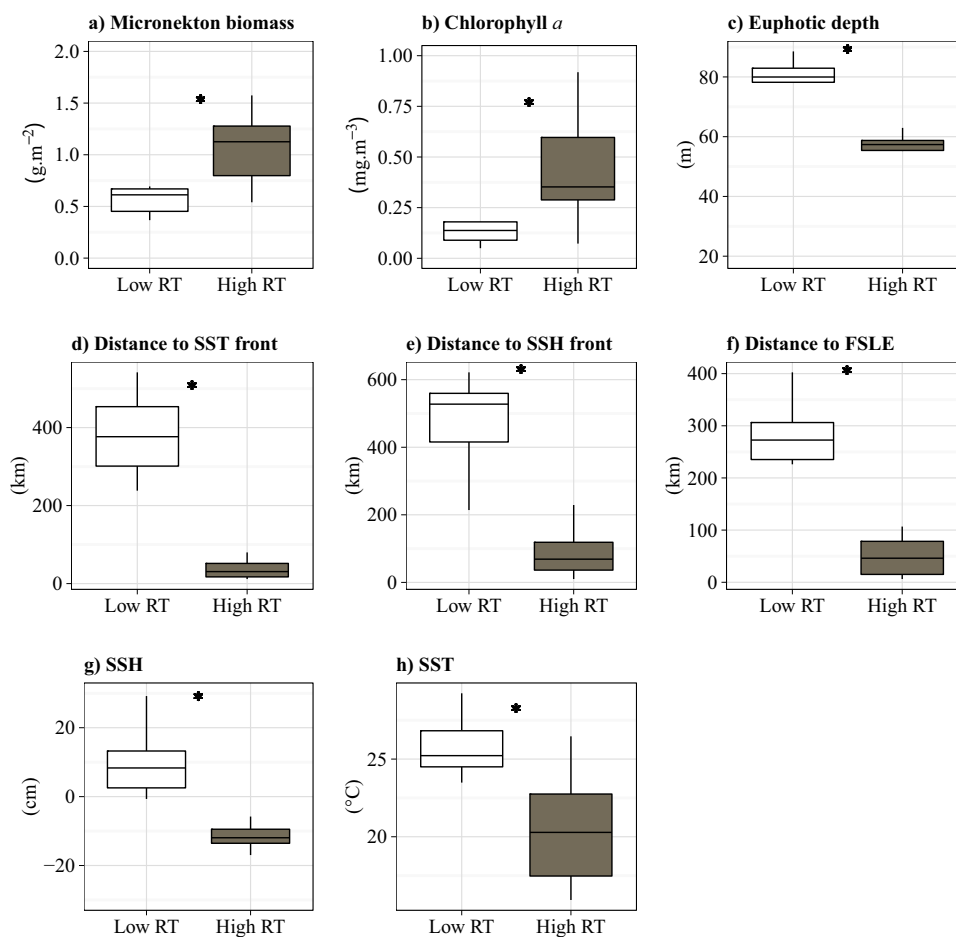 a) Micronekton biomass
2.0
1.5
1.0
0.5
0.0
(g.m−2)
Low RT High RT
b) Chlorophyll a
1.00
0.75
0.50
0.25
0.00
(mg.m−3)
Low RT High RT
c) Euphotic depth
80
60
40
20
(m)
Low RT High RT
d) Distance to SST front
400
200
0
(km)
Low RT High RT
e) Distance to SSH front
600
400
200
0
(km)
Low RT High RT
f) Distance to FSLE
400
300
200
100
0
(km)
Low RT High RT
g) SSH
20
0
−20
(cm)
Low RT High RT
h) SST
25
20
(°C)
Low RT High RT